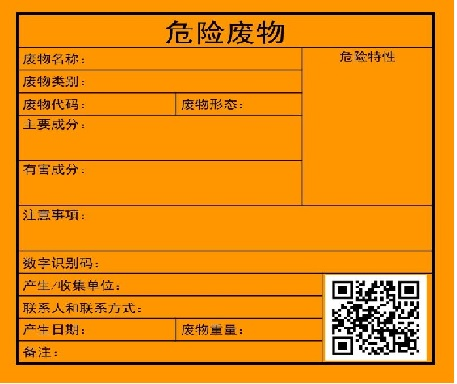 危险废物
废物名称：
危险特性
废物类别：
废物代码：
废物形态：
主要成分：
有害成分：
注意事项：
数字识别码：
产生/收集单位：
联系人和联系方式：
产生日期：
废物重量：
备注：